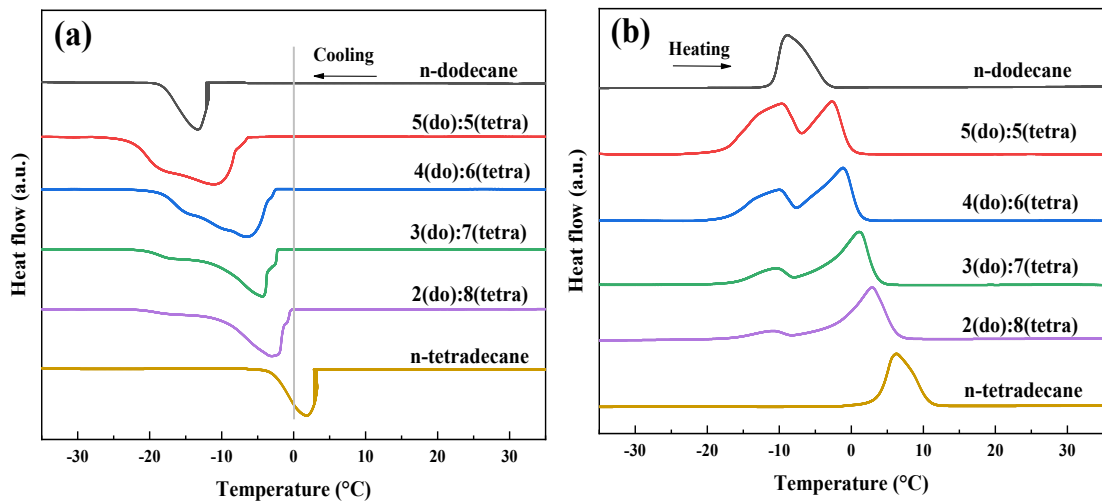 (a)
Cooling
n-dodecane
5(do):5(tetra)
4(do):6(tetra)
3(do):7(tetra)
2(do):8(tetra)
n-tetradecane
Heat flow (a.u.)
-30 -20 -10 0 10 20 30
Temperature (°C)
(b)
Heating
n-dodecane
5(do):5(tetra)
4(do):6(tetra)
3(do):7(tetra)
2(do):8(tetra)
n-tetradecane
Heat flow (a.u.)
-30 -20 -10 0 10 20 30
Temperature (°C)